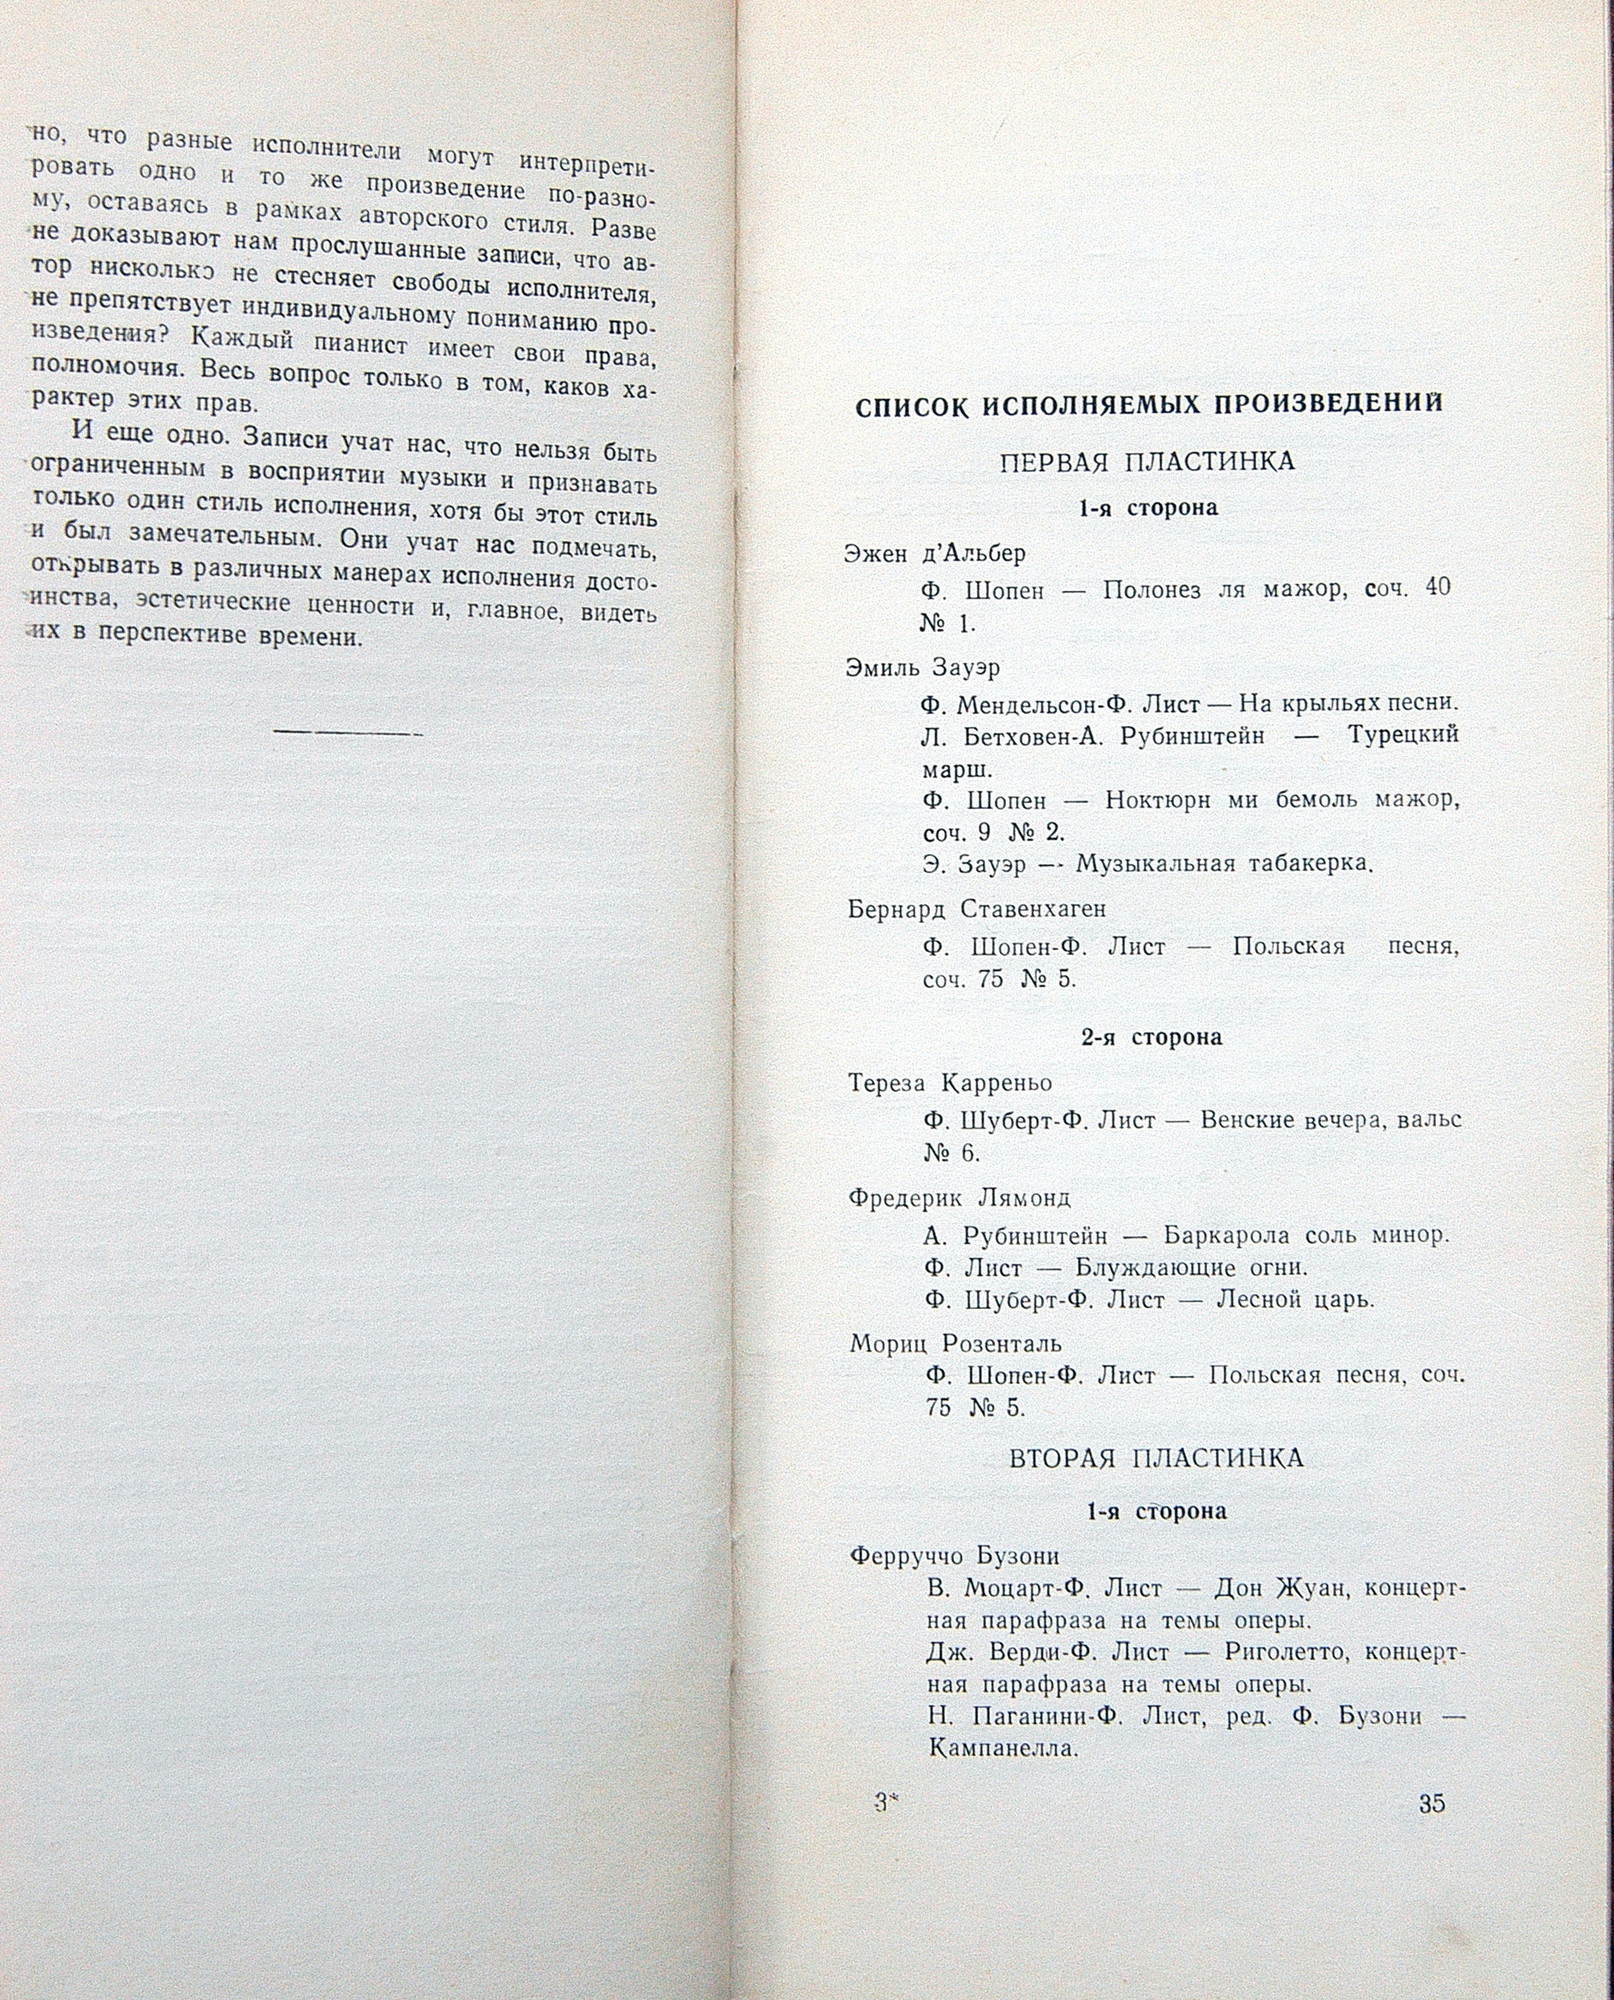 но, что разные исполнители могут интерпрети-
ровать одно и то же произведение по-разно-
му, оставаясь в рамках авторского стиля. Разве
не доказывают нам прослушанные записи, что ав-
тор нисколько не стесняет свободы исполнителя,
не препятствует индивидуальному пониманию про-
изведения? Каждый пианист имеет свои права,
полномочия. Весь вопрос только в том, каков ха-
рактер этих прав.
И еще одно. Записи учат нас, что нельзя быть
ограниченным в восприятии музыки и признавать
только один стиль исполнения, хотя бы этот стиль
и был замечательным. Они учат нас подмечать,
открывать в различных манерах исполнения досто-
инства, эстетические ценности и, главное, видеть
их в перспективе времени.
СПИСОК ИСПОЛНЯЕМЫХ ПРОИЗВЕДЕНИЙ
ПЕРВАЯ ПЛАСТИНКА
1-я сторона
Эжен д'Альбер
Ф. Шопен — Полонез ля мажор, соч. 40
№ 1.
Эмиль Зауэр
Ф. Мендельсон-Ф. Лист — На крыльях песни.
Л. Бетховен-А. Рубинштейн — Турецкий
марш.
Ф. Шопен — Ноктюрн ми бемоль мажор,
соч. 9 № 2.
Э. Зауэр — Музыкальная табакерка.
Бернард Ставенхаген
Ф. Шопен-Ф. Лист — Польская песня,
соч. 75 № 5.
2-я сторона
Тереза Карреньо
Ф. Шуберт-Ф. Лист — Венские вечера, вальс
№ 6.
Фредерик Лямонд
А. Рубинштейн — Баркарола соль минор.
Ф. Лист — Блуждающие огни.
Ф. Шуберт-Ф. Лист — Лесной царь.
Мориц Розенталь
Ф. Шопен-Ф. Лист — Польская песня, соч.
75 № 5.
ВТОРАЯ ПЛАСТИНКА
1-я сторона
Ферруччо Бузони
В. Моцарт-Ф. Лист — Дон Жуан, концерт-
ная парафраза на темы оперы.
Дж. Верди-Ф. Лист — Риголетто, концерт-
ная парафраза на темы оперы.
Н. Паганини-Ф. Лист, ред. Ф. Бузони —
Кампанелла.
3* 35